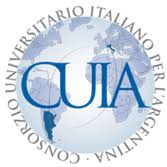 CONSORZIO UNIVERSITARIO ITALIANO PER L'ARGENTINA •
CUIA